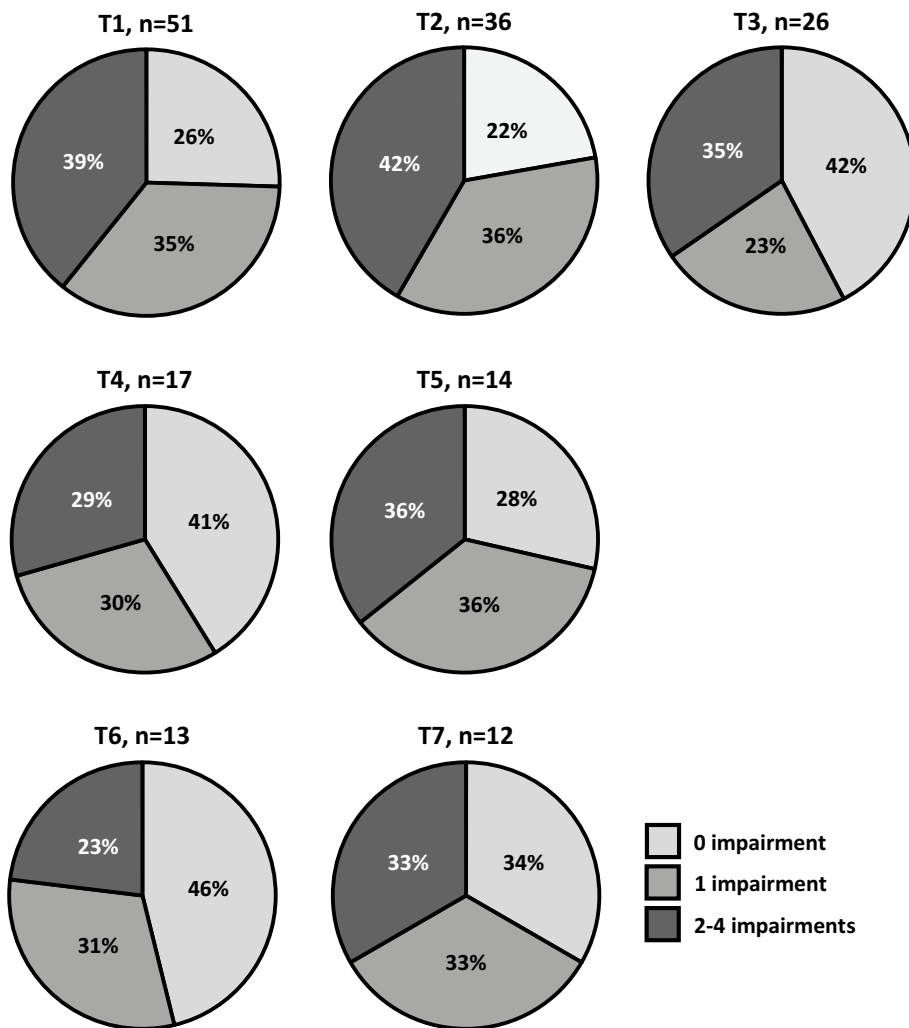 T1, n=51
26%
35%
39%
T2, n=36
22%
36%
42%
T3, n=26
42%
23%
35%
T4, n=17
41%
30%
29%
T5, n=14
28%
36%
36%
T6, n=13
46%
31%
23%
T7, n=12
34%
33%
33%
0 impairment
1 impairment
2-4 impairments